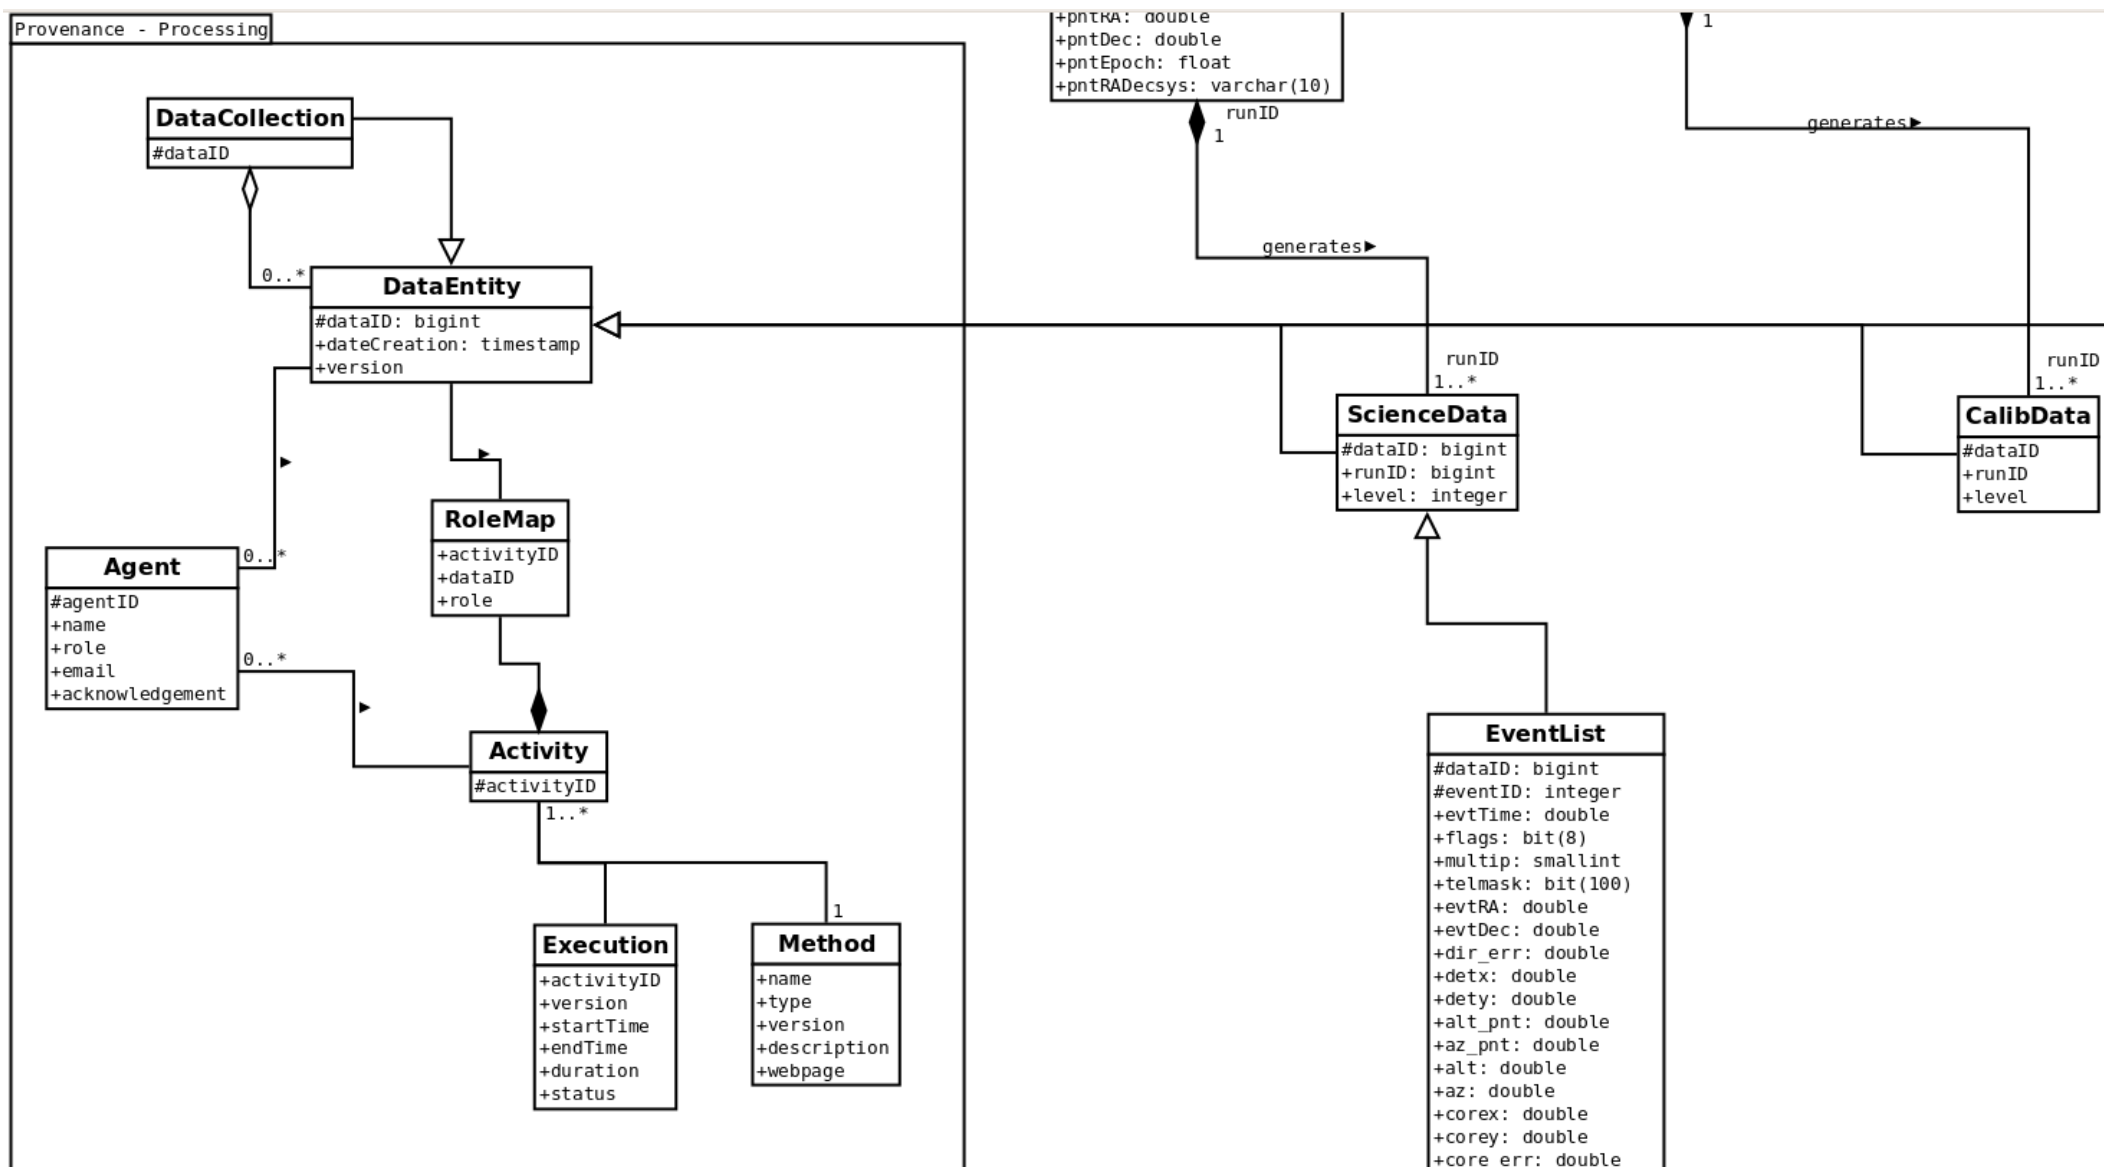 Provenance - Processing
DataCollection
#dataID
0..*
DataEntity
#dataID: bigint
+dateCreation: timestamp
+version
RoleMap
+activityID
+dataID
+role
0..*
Agent
#agentID
+name
+role
+email
+acknowledgement
0..*
Activity
#activityID
1..*
Execution
+activityID
+version
+startTime
+endTime
+duration
+status
1
Method
+name
+type
+version
+description
+webpage
+pntRA: double
+pntDec: double
+pntEpoch: float
+pntRADecsys: varchar(10)
runID
1
generates►
runID
1..*
ScienceData
#dataID: bigint
+runID: bigint
+level: integer
EventList
#dataID: bigint
#eventID: integer
+evtTime: double
+flags: bit(8)
+multip: smallint
+telmask: bit(100)
+evtRA: double
+evtDec: double
+dir_err: double
+detx: double
+dety: double
+alt_pnt: double
+az_pnt: double
+alt: double
+az: double
+corex: double
+corey: double
+core_err: double
1
generates►
runID
1..*
CalibData
#dataID
+runID
+level